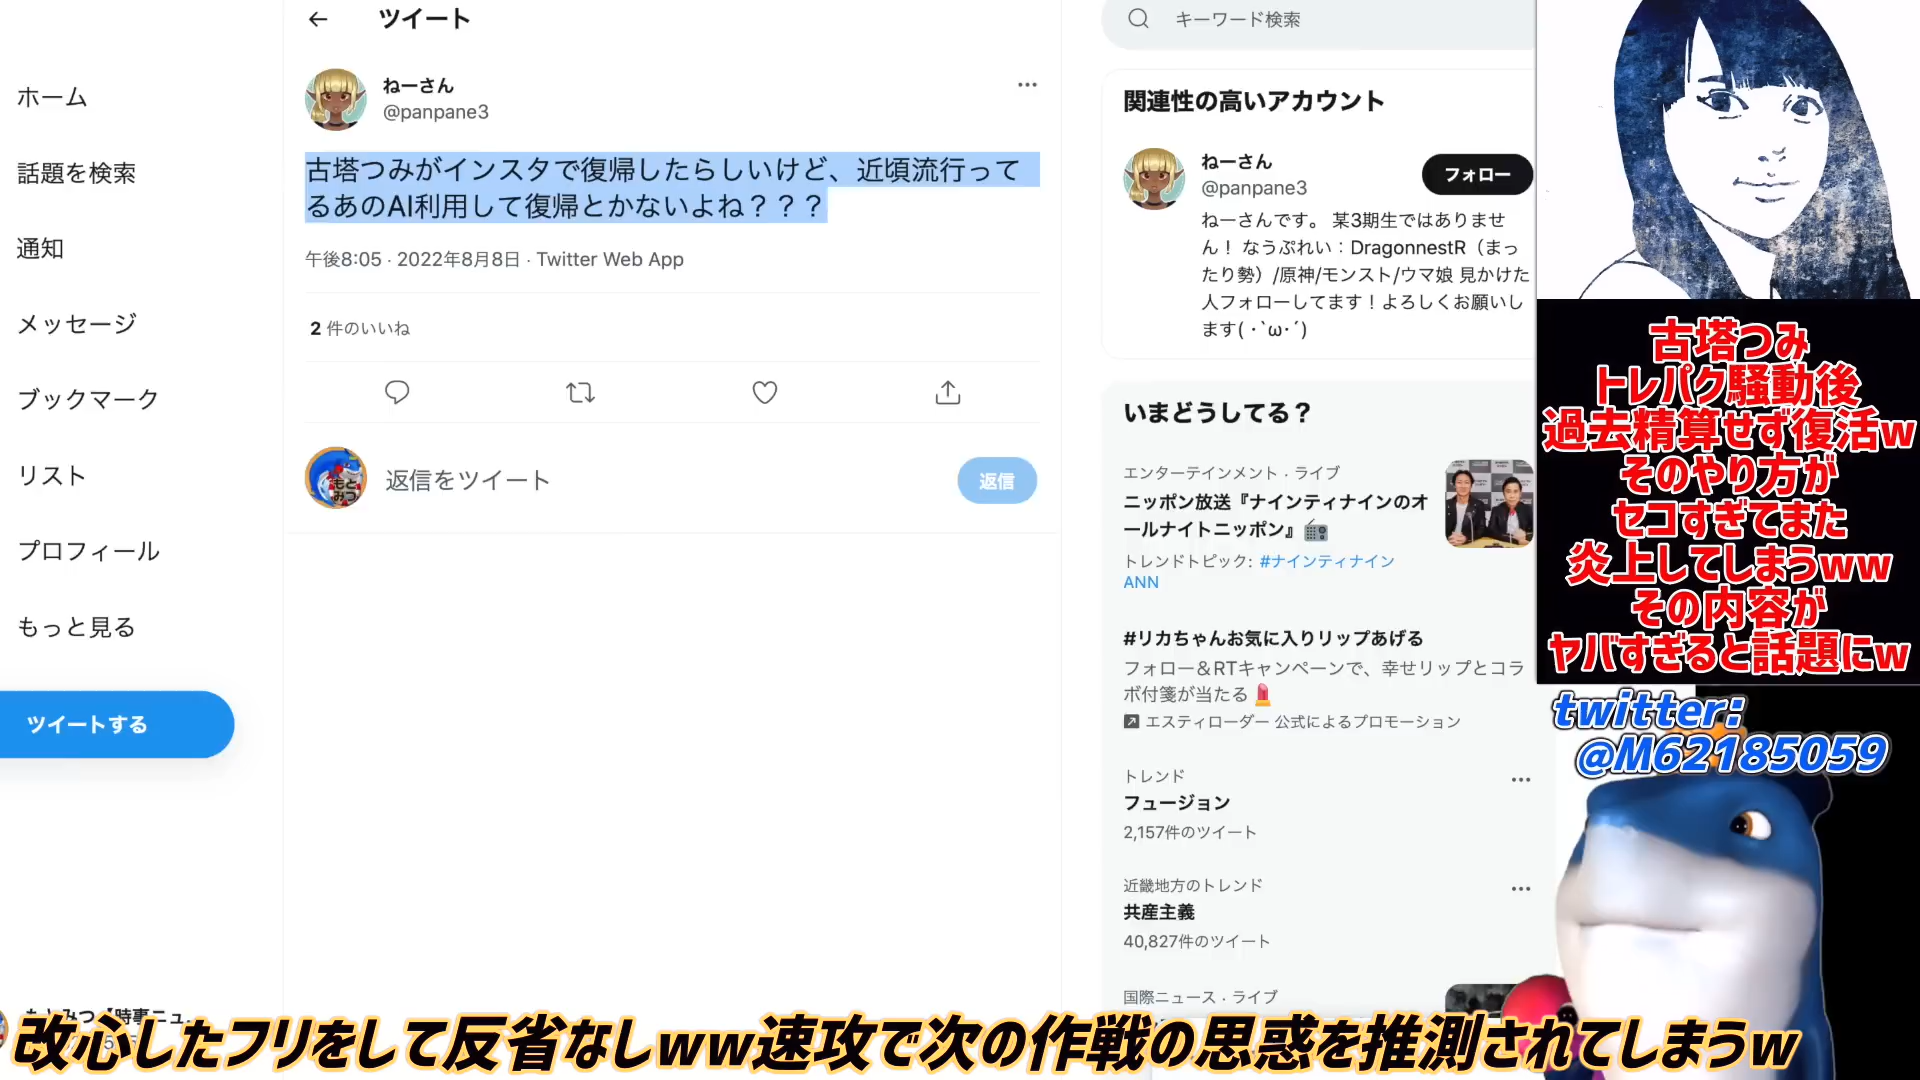 ツイート
キーワード検索
ホーム
話題を検索
通知
メッセージ
ブックマーク
リスト
プロフィール
もっと見る
ツイートする
ねーさん
@panpane3
古塔つみがインスタで復帰したらしいけど、近頃流行って
るあのAI利用して復帰とかないよね？？？
午後8:05 · 2022年8月8日 · Twitter Web App
2 件のいいね
もと
みつ
返信をツイート
返信
関連性の高いアカウント
ねーさん
@panpane3
フォロー
ねーさんです。 某3期生ではありませ
ん！ なうぷれい：DragonnestR（まっ
たり勢）/原神/モンスト/ウマ娘 見かけた
人フォローしてます！よろしくお願いし
ます( ･`ω･´)
いまどうしてる？
エンターテインメント · ライブ
ニッポン放送『ナインティナインのオ
ールナイトニッポン』
トレンドトピック: #ナインティナイン
ANN
#リカちゃんお気に入りリップあげる
フォロー＆RTキャンペーンで、幸せリップとコラ
ボ付箋が当たる
エスティローダー 公式によるプロモーション
トレンド
フュージョン
2,157件のツイート
近畿地方のトレンド
共産主義
40,827件のツイート
国際ニュース · ライブ
古塔つみ
トレパク騒動後
過去精算せず復活w
そのやり方が
セコすぎてまた
炎上してしまうww
その内容が
ヤバすぎると話題にw
twitter:
@M62185059
改心したフリをして反省なしww速攻で次の作戦の思惑を推測されてしまうw